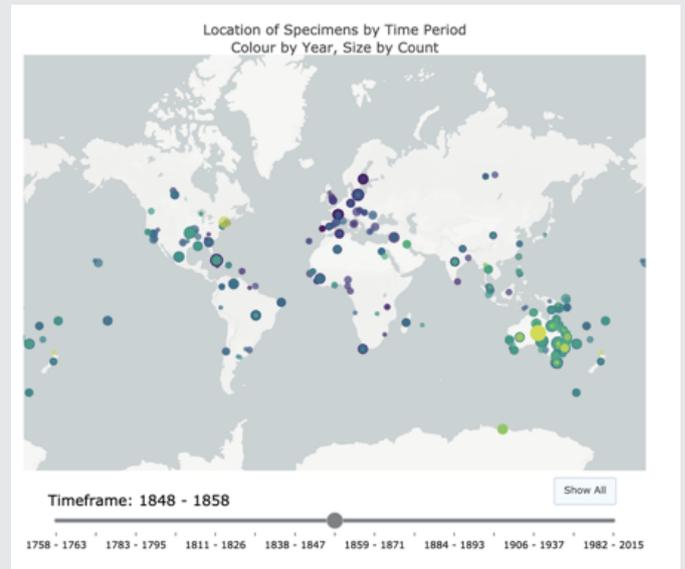 Location of Specimens by Time Period
Colour by Year, Size by Count
Show All
Timeframe: 1848 - 1858
1758 - 1763 1783 - 1795 1811 - 1826 1838 - 1847 1859 - 1871 1884 - 1893 1906 - 1937 1982 - 2015